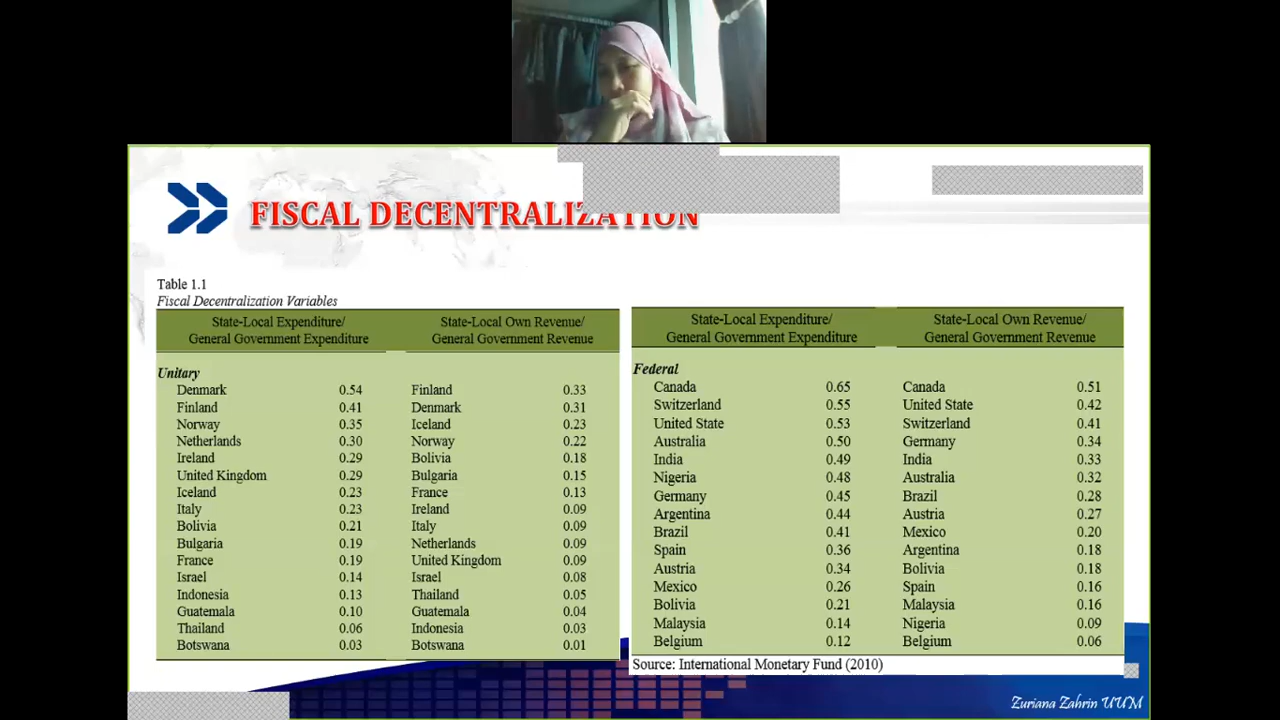 FISCAL DECENTRALIZATION
Table 1.1
Fiscal Decentralization Variables
State-Local Expenditure/ State-Local Own Revenue/
General Government Expenditure General Government Revenue
Unitary
Denmark 0.54 Finland 0.33
Finland 0.41 Denmark 0.31
Norway 0.35 Iceland 0.23
Netherlands 0.30 Norway 0.22
Ireland 0.29 Bolivia 0.18
United Kingdom 0.29 Bulgaria 0.15
Iceland 0.23 France 0.13
Italy 0.23 Ireland 0.09
Bolivia 0.21 Italy 0.09
Bulgaria 0.19 Netherlands 0.09
France 0.19 United Kingdom 0.09
Israel 0.14 Israel 0.08
Indonesia 0.13 Thailand 0.05
Guatemala 0.10 Guatemala 0.04
Thailand 0.06 Indonesia 0.03
Botswana 0.03 Botswana 0.01
State-Local Expenditure/ State-Local Own Revenue/
General Government Expenditure General Government Revenue
Federal
Canada 0.65 Canada 0.51
Switzerland 0.55 United State 0.42
United State 0.53 Switzerland 0.41
Australia 0.50 Germany 0.34
India 0.49 India 0.33
Nigeria 0.48 Australia 0.32
Germany 0.45 Brazil 0.28
Argentina 0.44 Austria 0.27
Brazil 0.41 Mexico 0.20
Spain 0.36 Argentina 0.18
Austria 0.34 Bolivia 0.18
Mexico 0.26 Spain 0.16
Bolivia 0.21 Malaysia 0.16
Malaysia 0.14 Nigeria 0.09
Belgium 0.12 Belgium 0.06
Source: International Monetary Fund (2010)
Zuriana Zahrin UUM